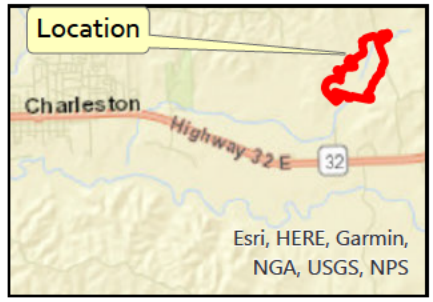 Location
Charleston
Highway 32 E
32
Esri, HERE, Garmin,
NGA, USGS, NPS